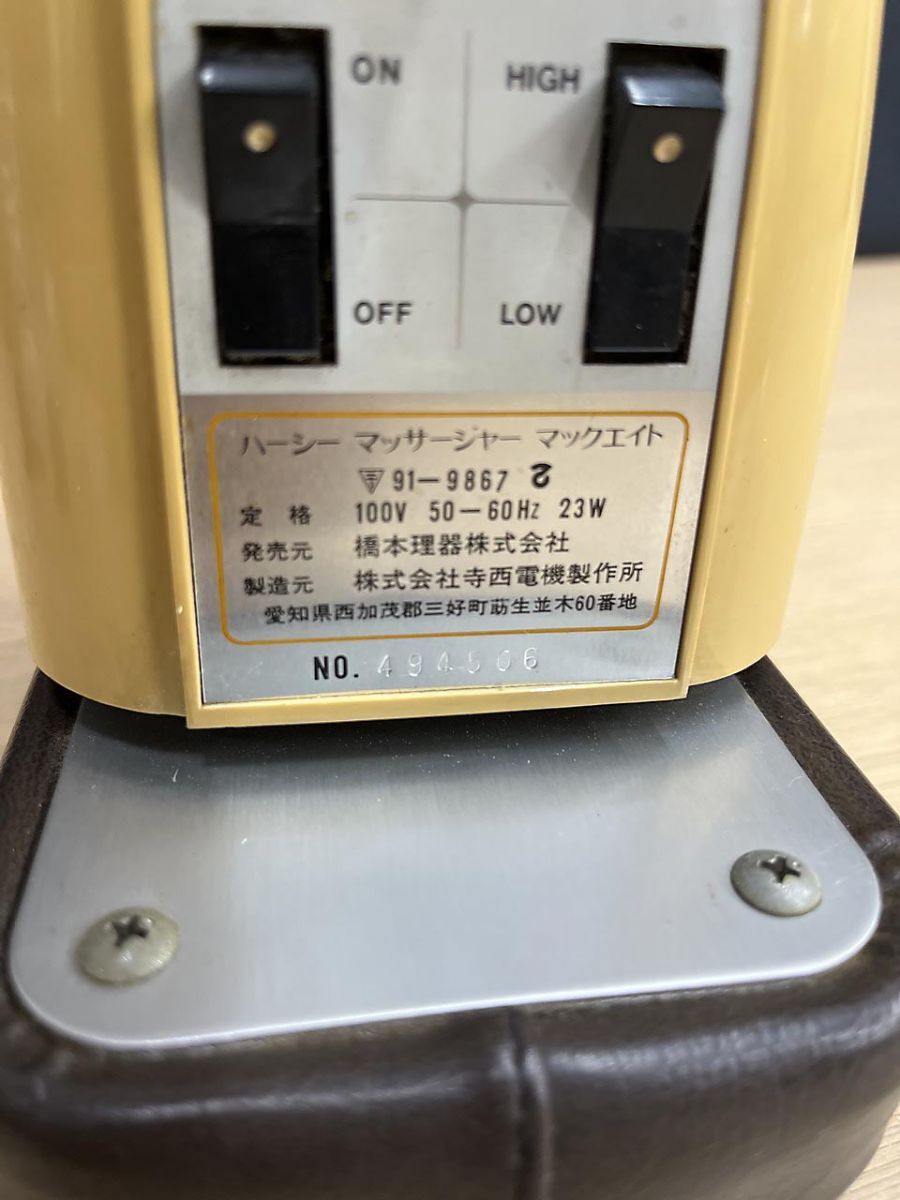 ON HIGH
OFF LOW
ハーシー マッサージャー マックエイト
〒 91-9867
定格 100V 50-60Hz 23W
発売元 橋本理器株式会社
製造元 株式会社寺西電機製作所
愛知県西加茂郡三好町莇生並木60番地
NO. 494506